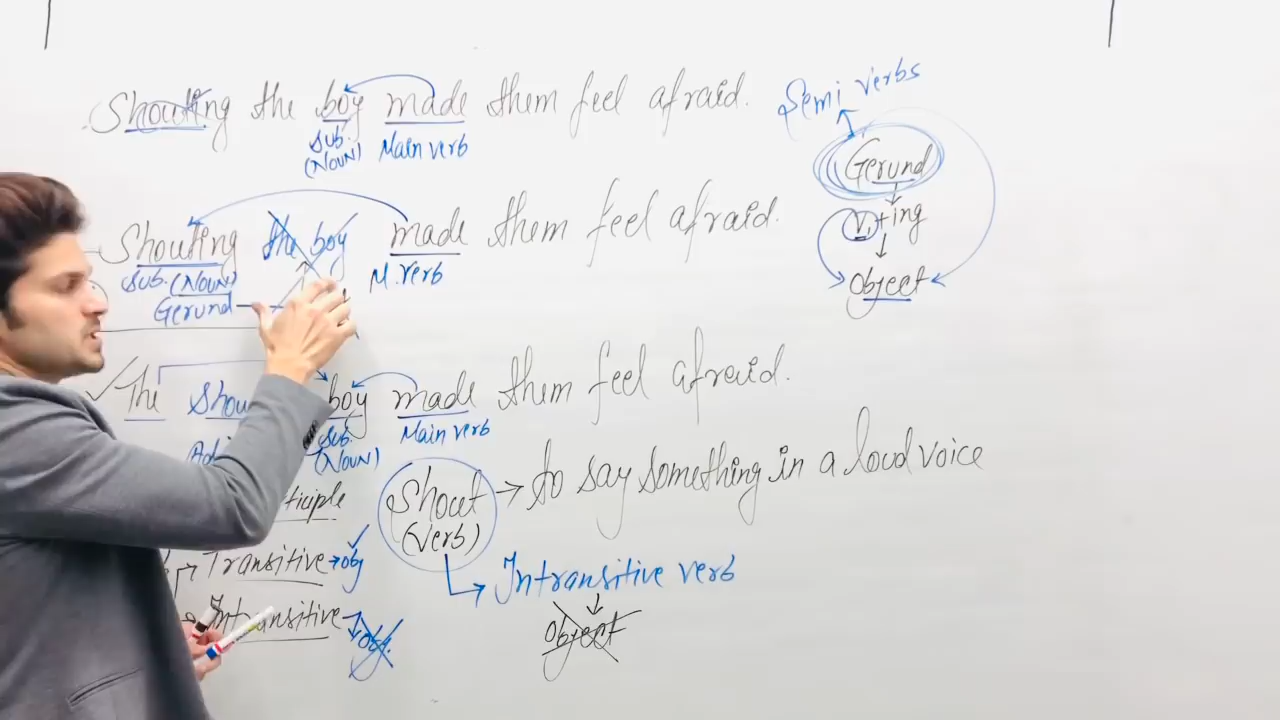 Shouting the boy made them feel afraid.
Sub. (Noun) Main verb
Semi verbs
Gerund
V1+ing
object
Shouting the boy made them feel afraid.
Sub. (Noun) M. verb
Gerund
The Shou boy made them feel afraid.
Sub. (Noun) Main verb
ticiple
Shout → to say something in a loud voice
(verb)
Transitive → obj ✓
Intransitive → obj.
Intransitive verb
object